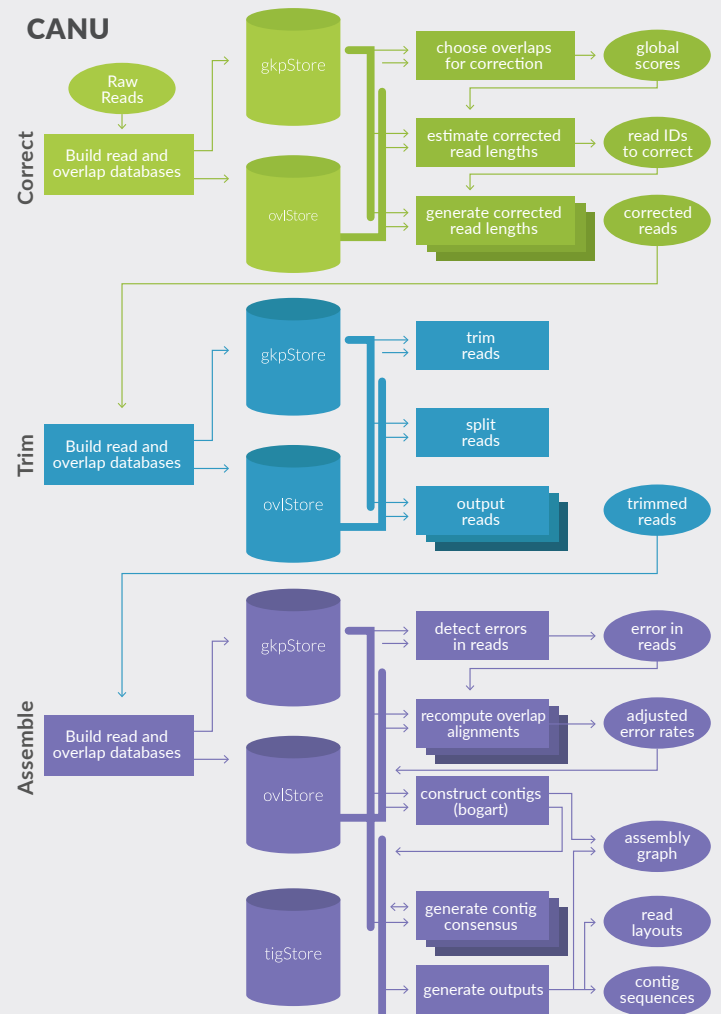 CANU
Correct
Raw
Reads
Build read and
overlap databases
gkpStore
ovlStore
choose overlaps
for correction
global
scores
estimate corrected
read lengths
read IDs
to correct
generate corrected
read lengths
corrected
reads
Trim
Build read and
overlap databases
gkpStore
ovlStore
trim
reads
split
reads
output
reads
trimmed
reads
Assemble
Build read and
overlap databases
gkpStore
ovlStore
tigStore
detect errors
in reads
error in
reads
recompute overlap
alignments
adjusted
error rates
construct contigs
(bogart)
assembly
graph
generate contig
consensus
read
layouts
generate outputs
contig
sequences